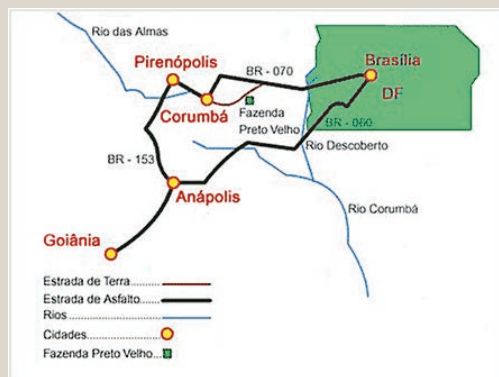 Rio das Almas
Pirenópolis
BR - 070
Brasília
DF
Corumbá
Fazenda
Preto Velho
BR - 060
Rio Descoberto
BR - 153
Anápolis
Rio Corumbá
Goiânia
Estrada de Terra
Estrada de Asfalto
Rios
Cidades
Fazenda Preto Velho